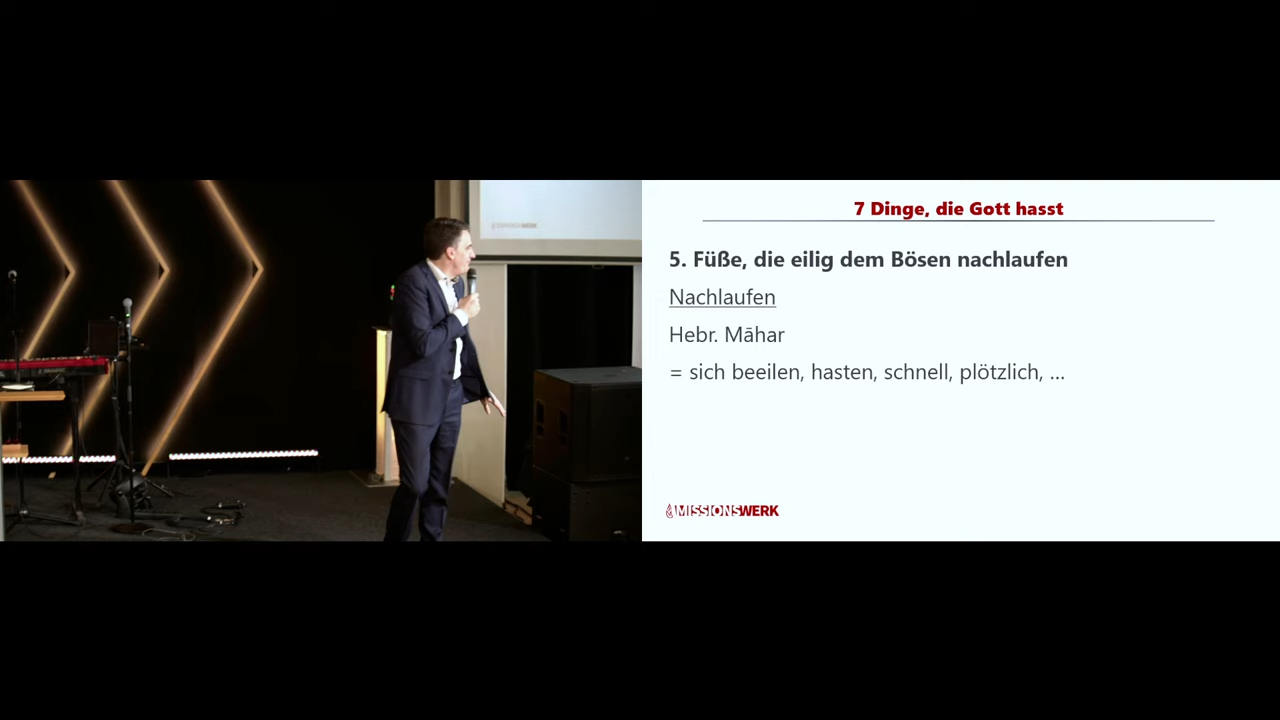 7 Dinge, die Gott hasst
5. Füße, die eilig dem Bösen nachlaufen
Nachlaufen
Hebr. Māhar
= sich beeilen, hasten, schnell, plötzlich, ...
MISSIONSWERK